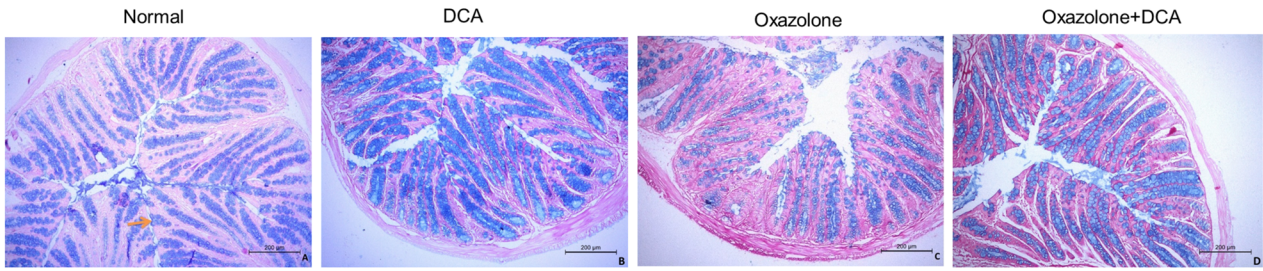 Normal
DCA
Oxazolone
Oxazolone+DCA
200 µm
A
200 µm
B
200 µm
C
200 µm
D